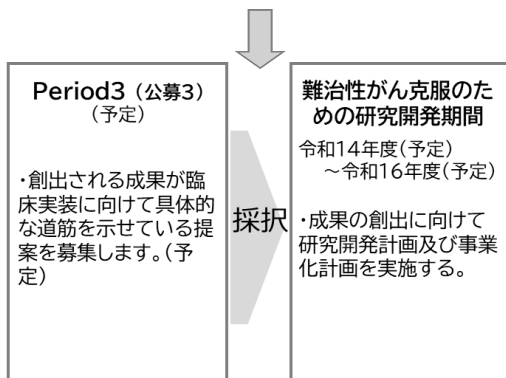 Period3（公募3）
（予定）
・創出される成果が臨
床実装に向けて具体的
な道筋を示せている提
案を募集します。（予
定）
採択
難治性がん克服のた
めの研究開発期間
令和14年度（予定）
～令和16年度（予定）
・成果の創出に向けて
研究開発計画及び事業
化計画を実施する。